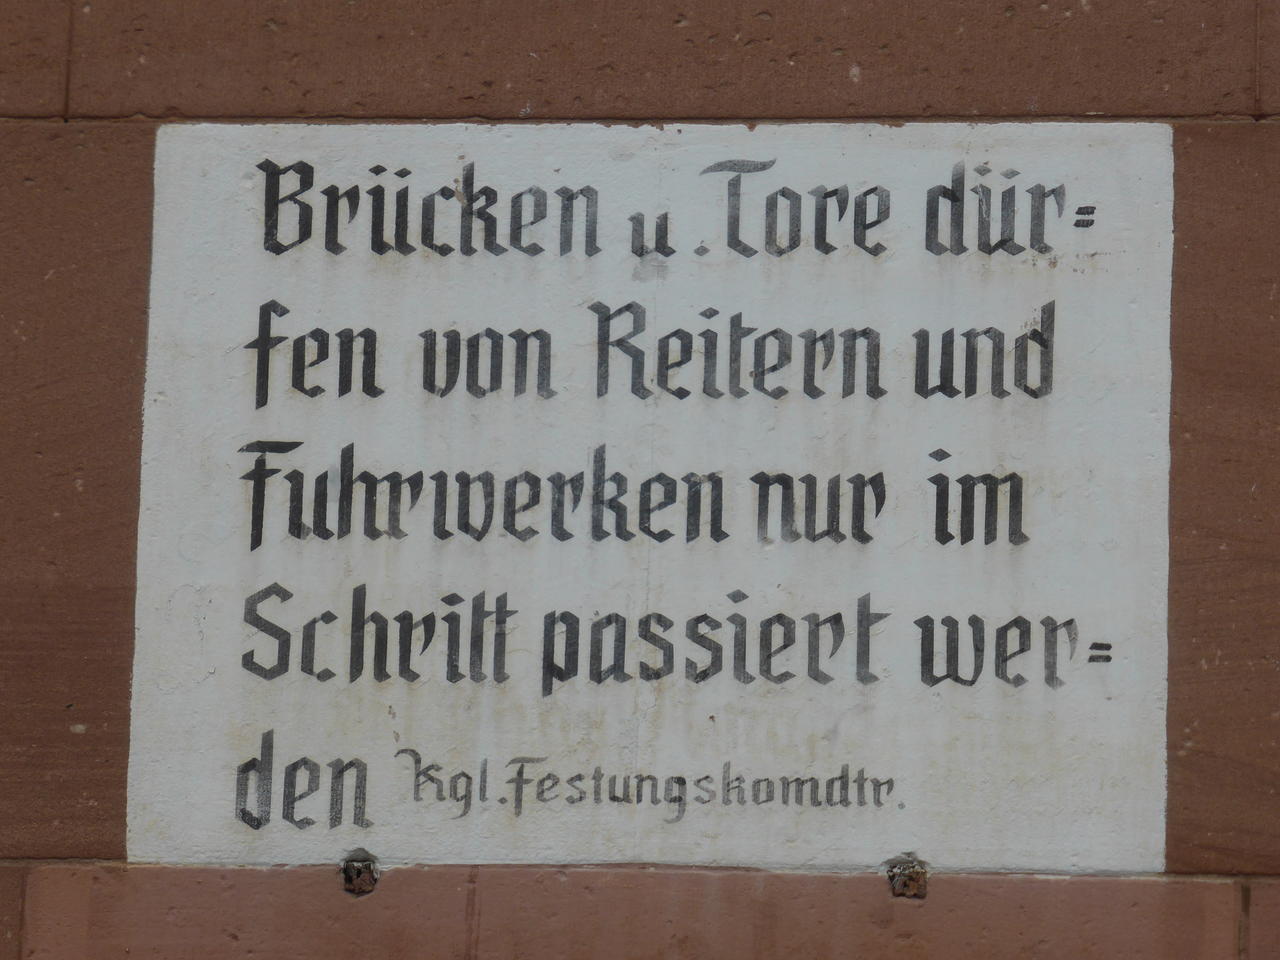 Brücken u. Tore dür=
fen von Reitern und
Fuhrwerken nur im
Schritt passiert wer=
den Kgl. Festungskomdtr.